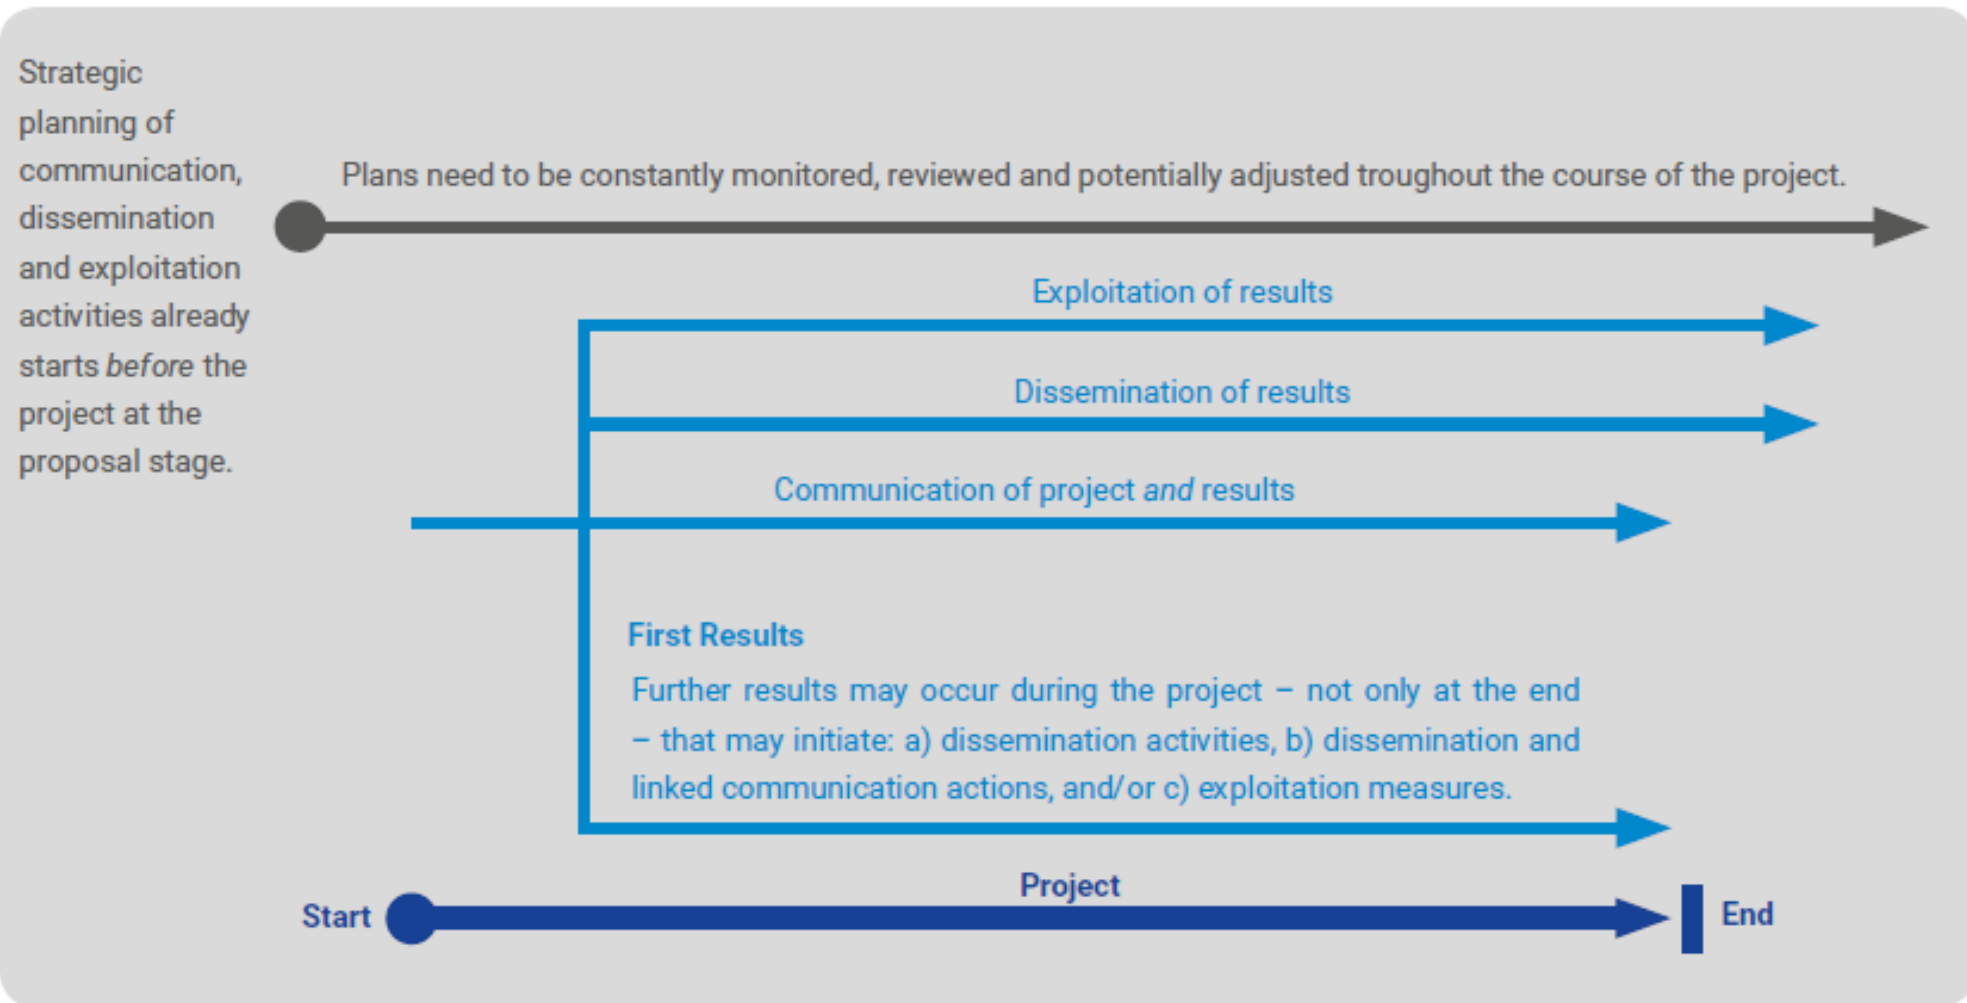 Strategic
planning of
communication,
dissemination
and exploitation
activities already
starts before the
project at the
proposal stage.
Plans need to be constantly monitored, reviewed and potentially adjusted troughout the course of the project.
Exploitation of results
Dissemination of results
Communication of project and results
First Results
Further results may occur during the project – not only at the end
– that may initiate: a) dissemination activities, b) dissemination and
linked communication actions, and/or c) exploitation measures.
Project
Start
End